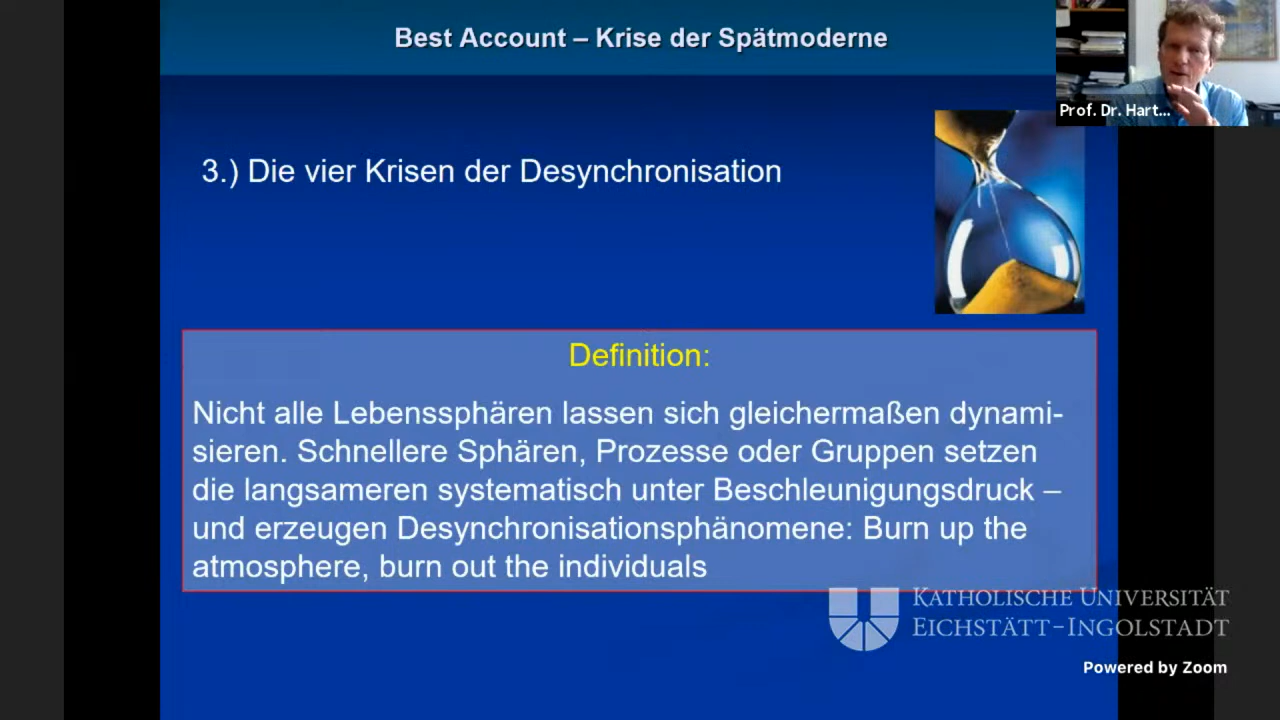 Best Account – Krise der Spätmoderne
Prof. Dr. Hart...
3.) Die vier Krisen der Desynchronisation
Definition:
Nicht alle Lebenssphären lassen sich gleichermaßen dynami-
sieren. Schnellere Sphären, Prozesse oder Gruppen setzen
die langsameren systematisch unter Beschleunigungsdruck –
und erzeugen Desynchronisationsphänomene: Burn up the
atmosphere, burn out the individuals
KATHOLISCHE UNIVERSITÄT
EICHSTÄTT–INGOLSTADT
Powered by Zoom